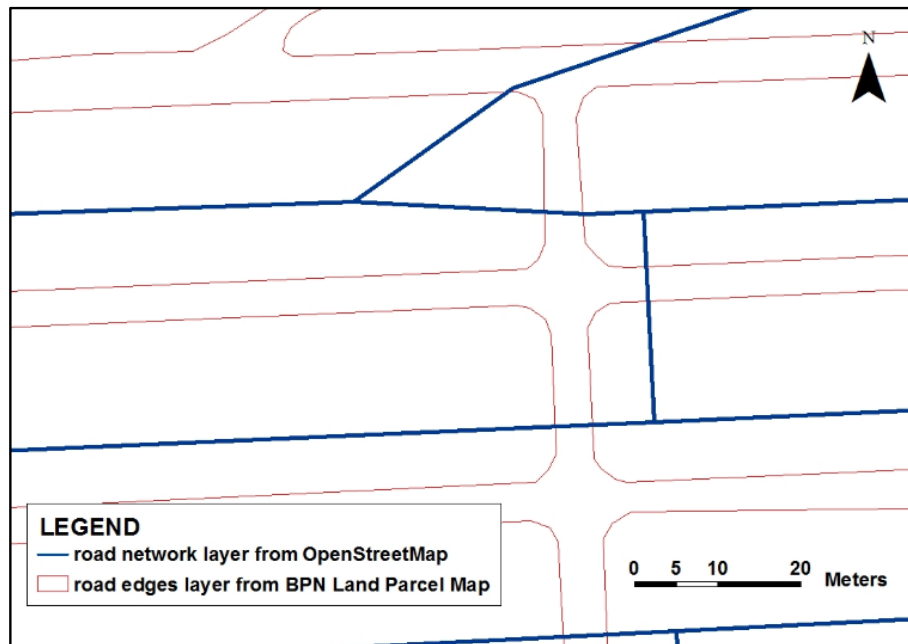 N
LEGEND
road network layer from OpenStreetMap
road edges layer from BPN Land Parcel Map
0 5 10 20 Meters